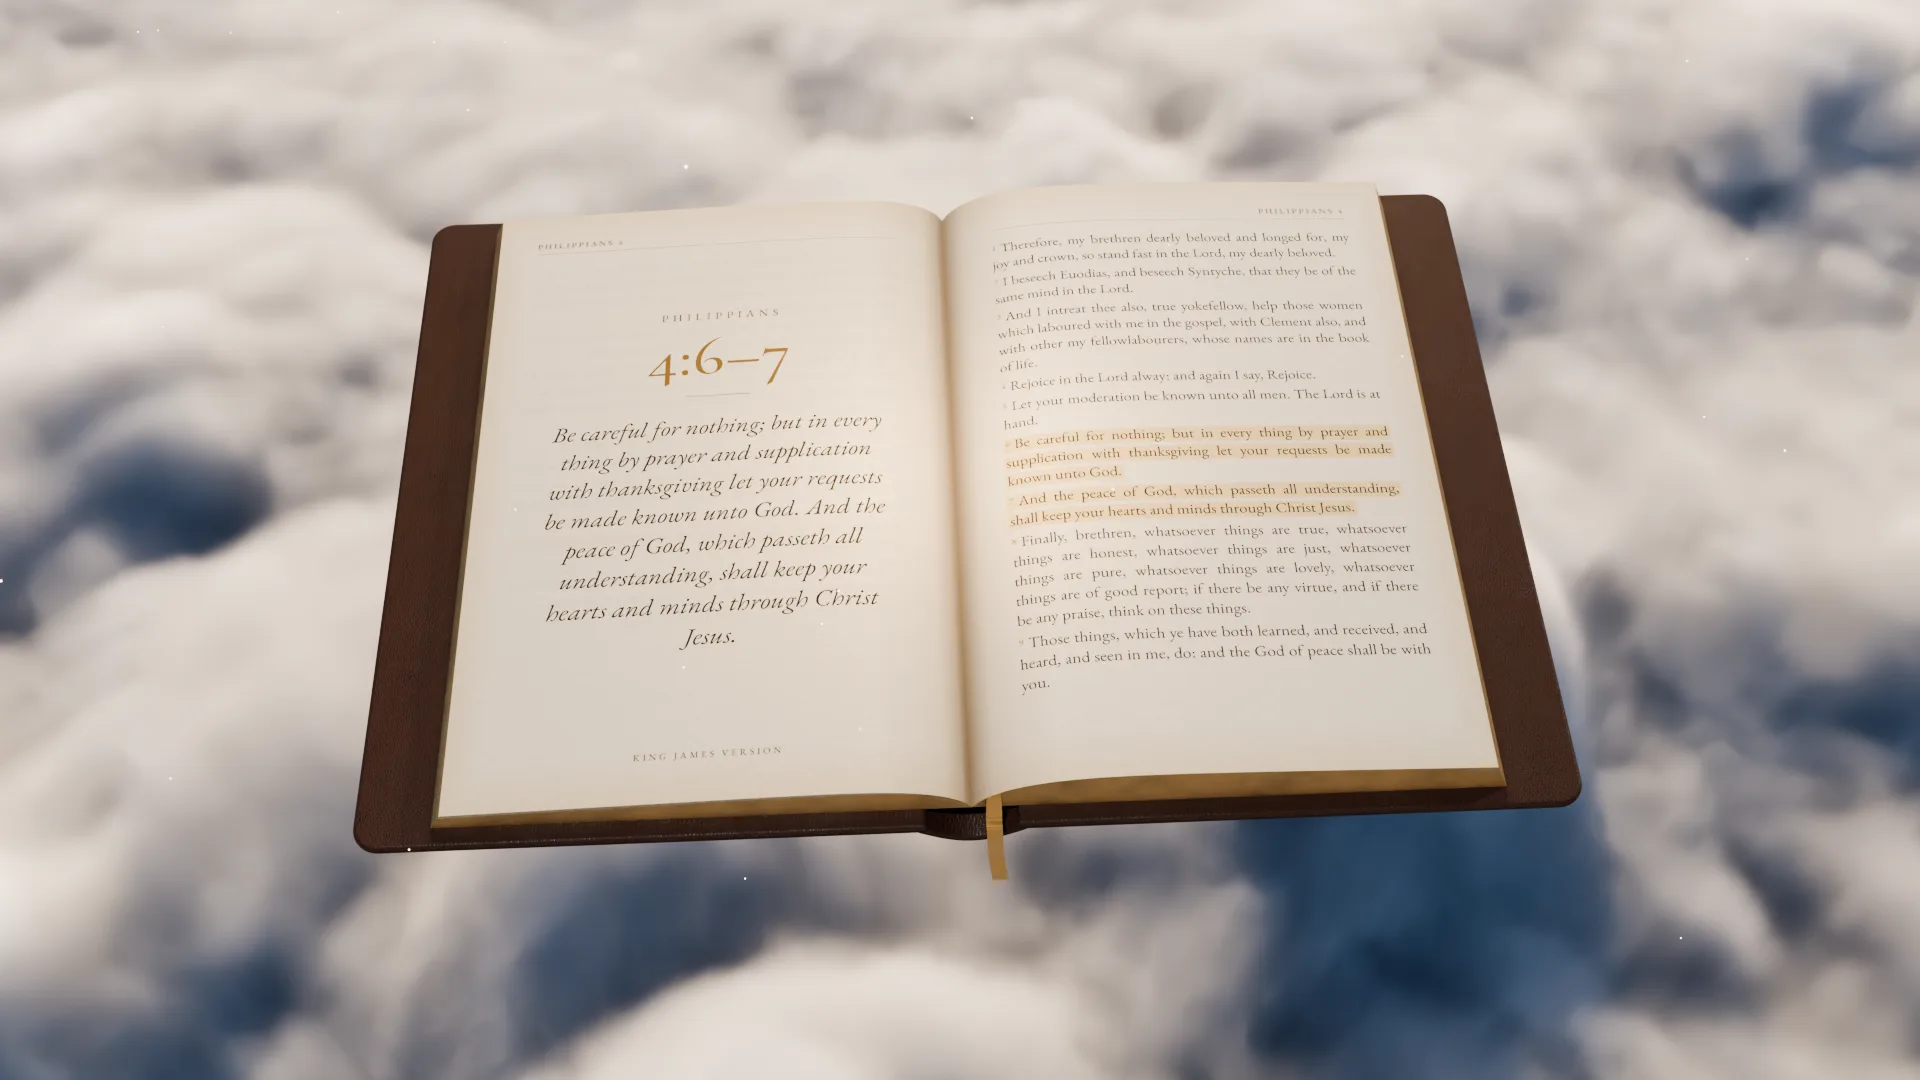 PHILIPPIANS 4
PHILIPPIANS
4:6–7
Be careful for nothing; but in every
thing by prayer and supplication
with thanksgiving let your requests
be made known unto God. And the
peace of God, which passeth all
understanding, shall keep your
hearts and minds through Christ
Jesus.
KING JAMES VERSION
PHILIPPIANS 4
Therefore, my brethren dearly beloved and longed for, my
joy and crown, so stand fast in the Lord, my dearly beloved.
I beseech Euodias, and beseech Syntyche, that they be of the
same mind in the Lord.
And I intreat thee also, true yokefellow, help those women
which laboured with me in the gospel, with Clement also, and
with other my fellowlabourers, whose names are in the book
of life.
Rejoice in the Lord alway: and again I say, Rejoice.
Let your moderation be known unto all men. The Lord is at
hand.
Be careful for nothing; but in every thing by prayer and
supplication with thanksgiving let your requests be made
known unto God.
And the peace of God, which passeth all understanding,
shall keep your hearts and minds through Christ Jesus.
Finally, brethren, whatsoever things are true, whatsoever
things are honest, whatsoever things are just, whatsoever
things are pure, whatsoever things are lovely, whatsoever
things are of good report; if there be any virtue, and if there
be any praise, think on these things.
Those things, which ye have both learned, and received, and
heard, and seen in me, do: and the God of peace shall be with
you.